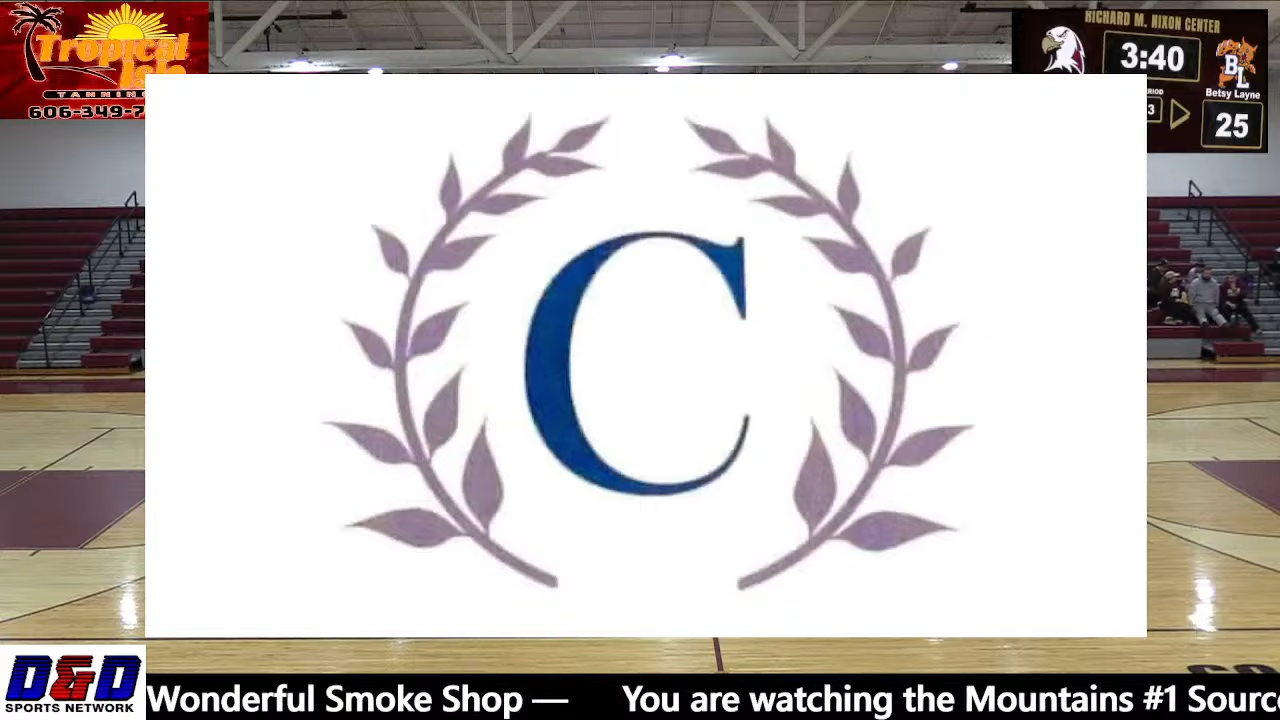 Tropical
TANNING
606-349-7
RICHARD M. NIXON CENTER
3:40
BL
Betsy Layne
3
25
C
D&D
SPORTS NETWORK
Wonderful Smoke Shop — You are watching the Mountains #1 Sourc